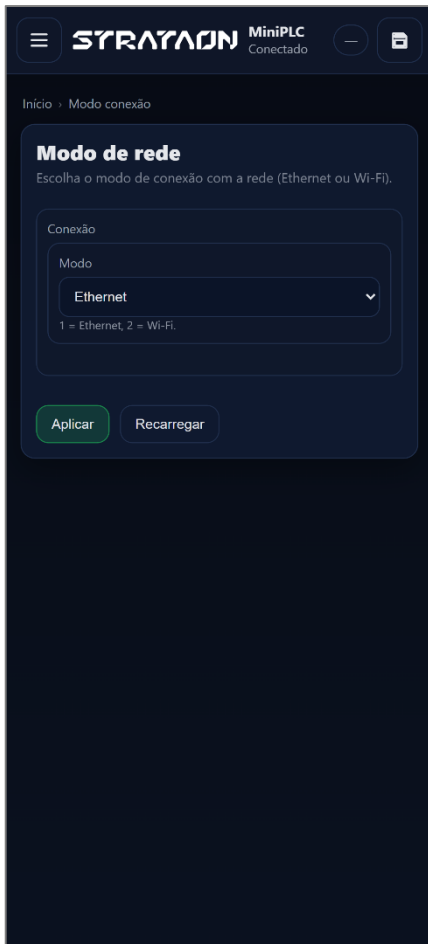 STRATAON
MiniPLC
Conectado
Início › Modo conexão
Modo de rede
Escolha o modo de conexão com a rede (Ethernet ou Wi-Fi).
Conexão
Modo
Ethernet
1 = Ethernet, 2 = Wi-Fi.
Aplicar
Recarregar